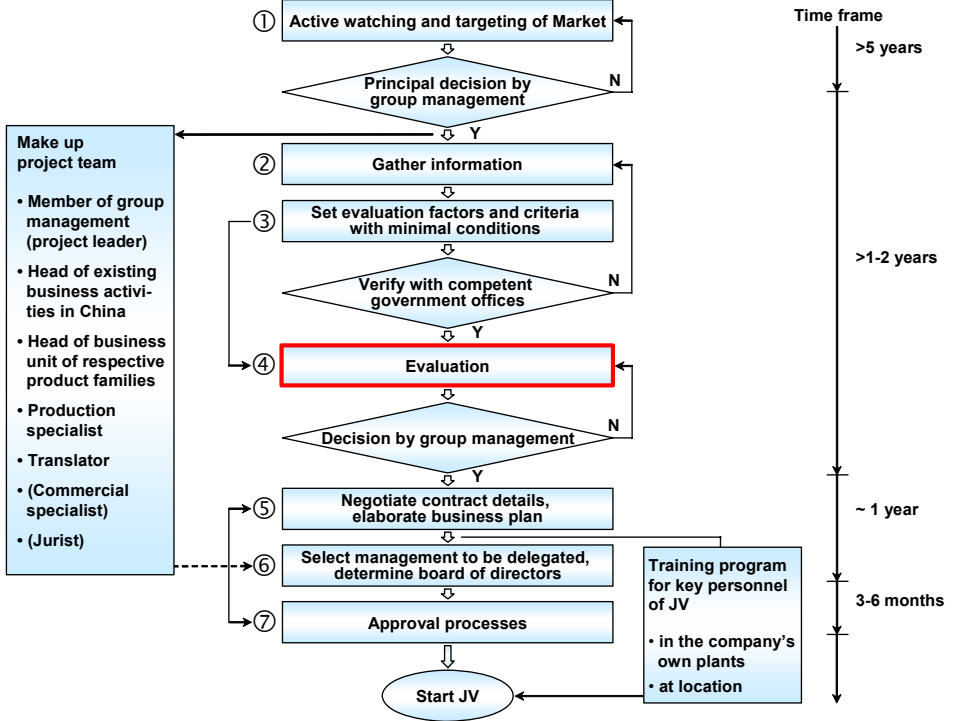 ①
Active watching and targeting of Market
Time frame
>5 years
Principal decision by
group management
N
Y
Make up
project team
• Member of group
management
(project leader)
• Head of existing
business activi-
ties in China
• Head of business
unit of respective
product families
• Production
specialist
• Translator
• (Commercial
specialist)
• (Jurist)
②
Gather information
③
Set evaluation factors and criteria
with minimal conditions
>1-2 years
Verify with competent
government offices
N
Y
④
Evaluation
Decision by group management
N
Y
⑤
Negotiate contract details,
elaborate business plan
~ 1 year
⑥
Select management to be delegated,
determine board of directors
Training program
for key personnel
of JV
• in the company's
own plants
• at location
3-6 months
⑦
Approval processes
Start JV